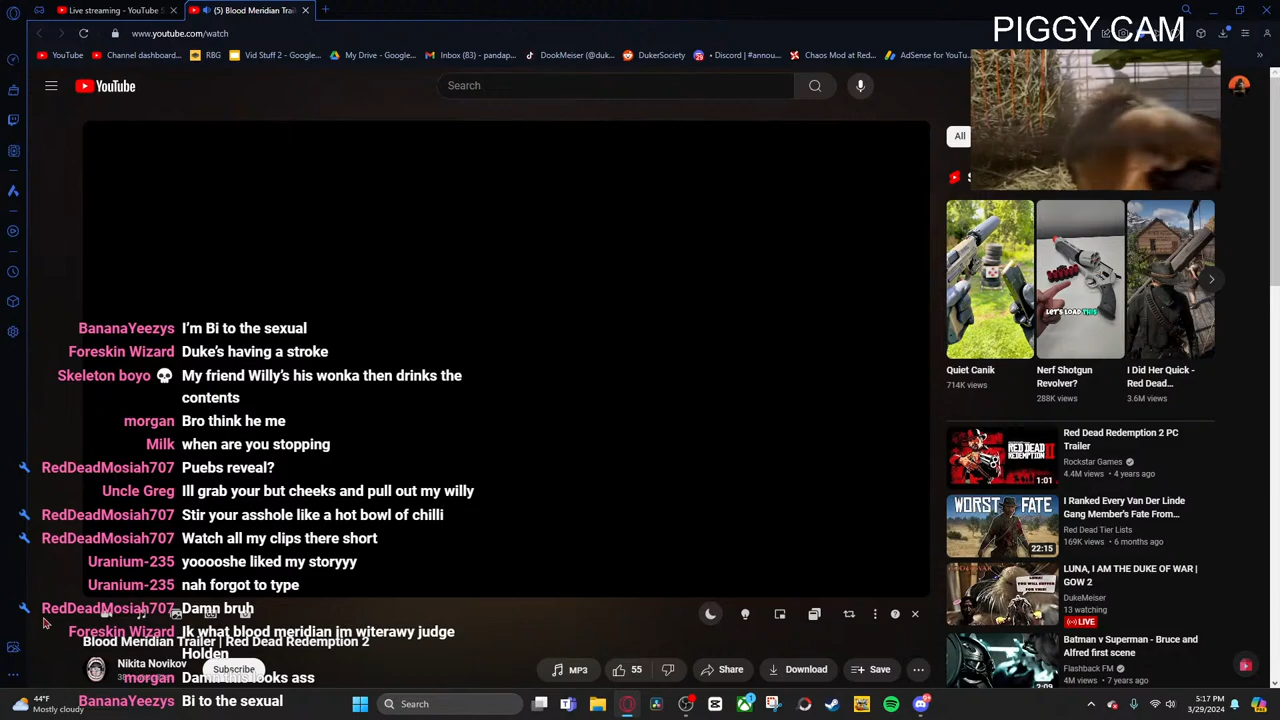 PIGGY CAM
Live streaming - YouTube S
(5) Blood Meridian Trai
www.youtube.com/watch
YouTube
Channel dashboard...
RBG
Vid Stuff 2 - Google...
My Drive - Google...
Inbox (83) - pandap...
DookMeiser (@duk...
DukerSociety
• Discord | #annou...
Chaos Mod at Nexus...
AdSense for YouTub
YouTube
Search
All
LET'S LOAD THIS
Quiet Canik
714K views
Nerf Shotgun
Revolver?
288K views
I Did Her Quick -
Red Dead...
3.6M views
BananaYeezys I'm Bi to the sexual
Foreskin Wizard Duke's having a stroke
Skeleton boyo 💀 My friend Willy's his wonka then drinks the
contents
morgan Bro think he me
Milk when are you stopping
RedDeadMosiah707 Puebs reveal?
Uncle Greg Ill grab your but cheeks and pull out my willy
RedDeadMosiah707 Stir your asshole like a hot bowl of chilli
RedDeadMosiah707 Watch all my clips there short
Uranium-235 yooooshe liked my storyyy
Uranium-235 nah forgot to type
RedDeadMosiah707 Damn bruh
Foreskin Wizard Ik what blood meridian im witerawy judge
Holden
morgan Damn this looks ass
BananaYeezys Bi to the sexual
Blood Meridian Trailer | Red Dead Redemption 2
Nikita Novikov
Subscribe
MP3
55
Share
Download
Save
RED DEAD
REDEMPTION
1:01
Red Dead Redemption 2 PC
Trailer
Rockstar Games
4.4M views • 4 years ago
WORST
FATE
22:15
I Ranked Every Van Der Linde
Gang Member's Fate From...
Red Dead Tier Lists
169K views • 6 months ago
LUNA, I AM THE DUKE OF WAR |
GOW 2
DukeMeiser
13 watching
LIVE
2:09
Batman v Superman - Bruce and
Alfred first scene
Flashback FM
4M views • 7 years ago
44°F
Mostly cloudy
Search
5:17 PM
3/29/2024